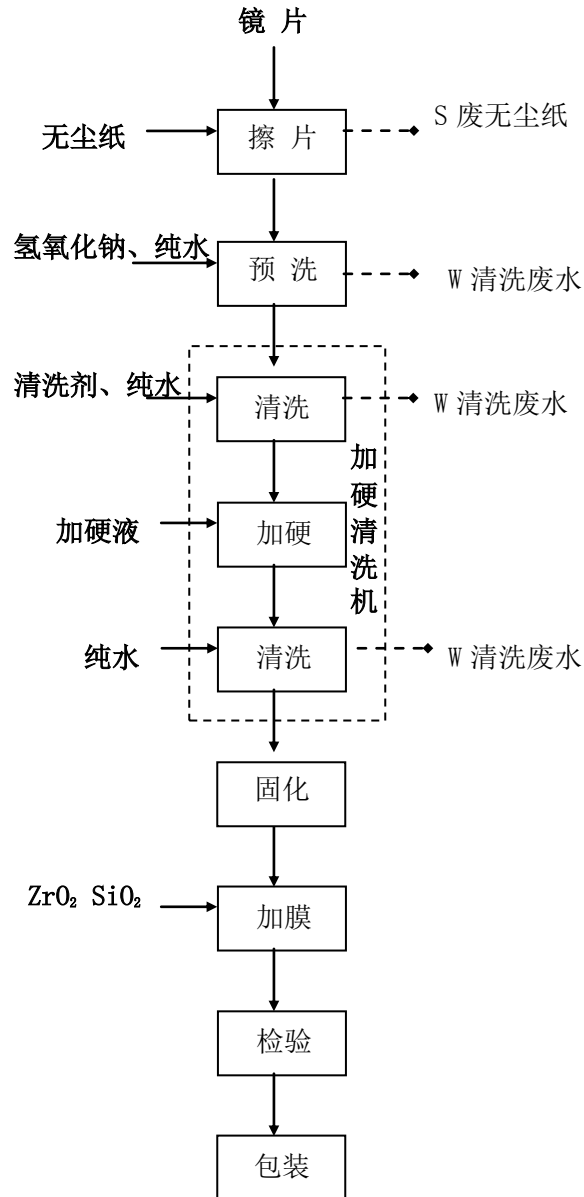 镜 片
无尘纸
擦 片
S 废无尘纸
氢氧化钠、纯水
预 洗
W 清洗废水
清洗剂、纯水
清洗
W 清洗废水
加硬清洗机
加硬液
加硬
纯水
清洗
W 清洗废水
固化
ZrO₂ SiO₂
加膜
检验
包装